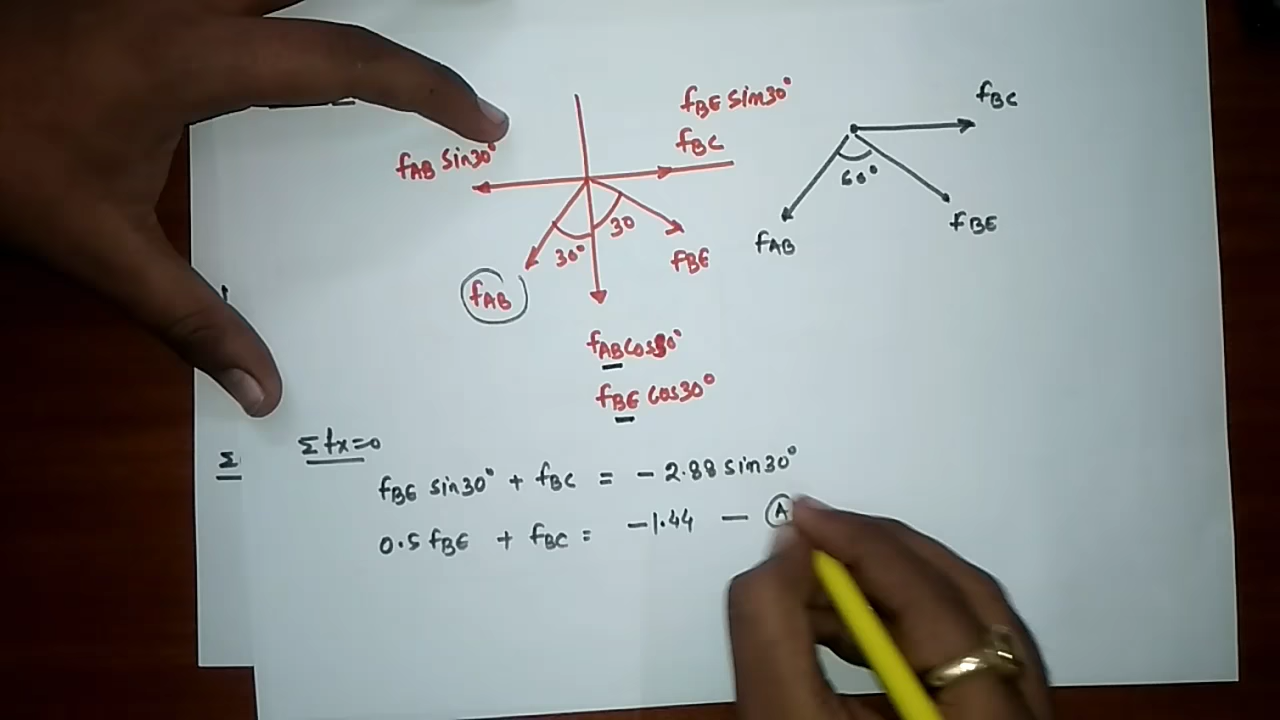 fBE sin30°
fBC
fAB sin30°
30
30°
fBE
fAB
fABcos30°
fBE cos30°
fBC
60°
fAB
fBE
Σ
Σfx=0
fBE sin30° + fBC = -2.88 sin30°
0.5 fBE + fBC = -1.44 - A